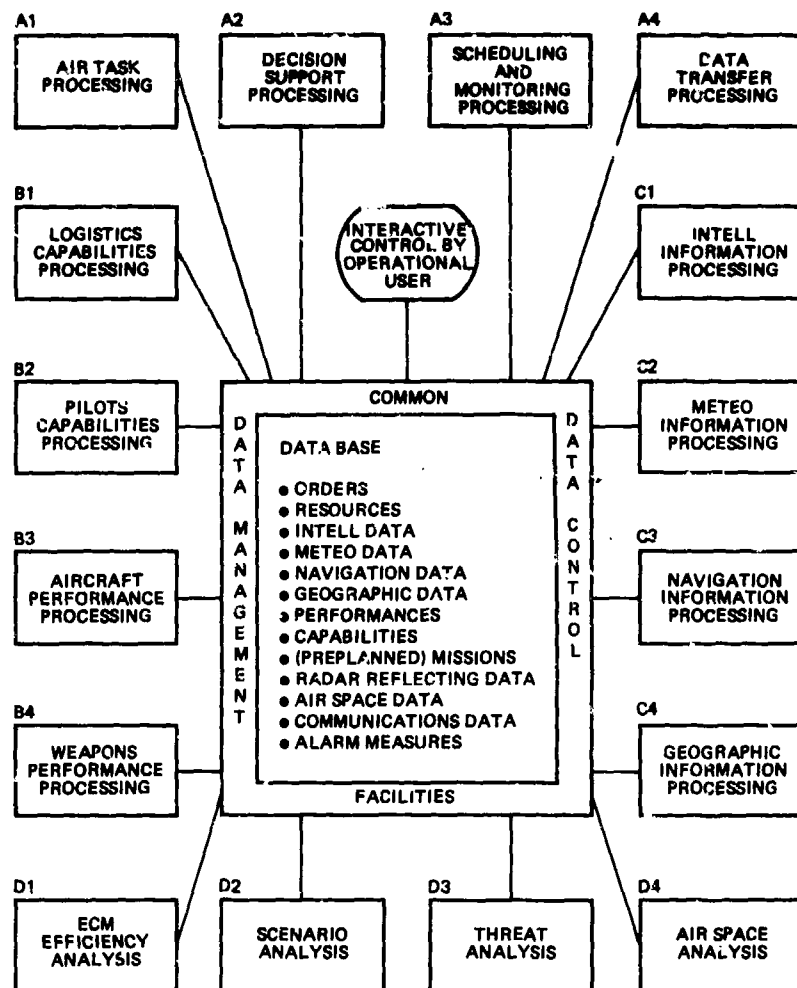 A1
AIR TASK
PROCESSING
A2
DECISION
SUPPORT
PROCESSING
A3
SCHEDULING
AND
MONITORING
PROCESSING
A4
DATA
TRANSFER
PROCESSING
B1
LOGISTICS
CAPABILITIES
PROCESSING
INTERACTIVE
CONTROL BY
OPERATIONAL
USER
C1
INTELL
INFORMATION
PROCESSING
B2
PILOTS
CAPABILITIES
PROCESSING
C2
METEO
INFORMATION
PROCESSING
B3
AIRCRAFT
PERFORMANCE
PROCESSING
C3
NAVIGATION
INFORMATION
PROCESSING
B4
WEAPONS
PERFORMANCE
PROCESSING
C4
GEOGRAPHIC
INFORMATION
PROCESSING
COMMON
DATA MANAGEMENT
DATA CONTROL
DATA BASE
● ORDERS
● RESOURCES
● INTELL DATA
● METEO DATA
● NAVIGATION DATA
● GEOGRAPHIC DATA
● PERFORMANCES
● CAPABILITIES
● (PREPLANNED) MISSIONS
● RADAR REFLECTING DATA
● AIR SPACE DATA
● COMMUNICATIONS DATA
● ALARM MEASURES
FACILITIES
D1
ECM
EFFICIENCY
ANALYSIS
D2
SCENARIO
ANALYSIS
D3
THREAT
ANALYSIS
D4
AIR SPACE
ANALYSIS